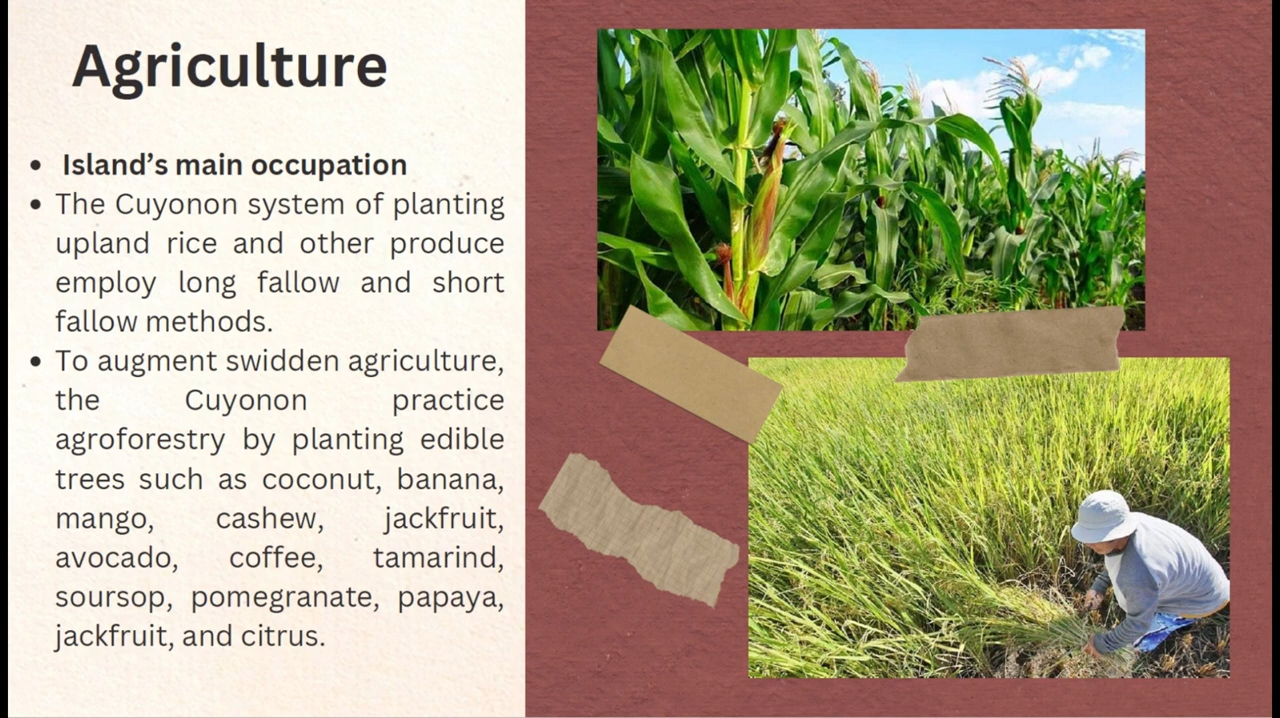 Agriculture
• Island’s main occupation
• The Cuyonon system of planting
upland rice and other produce
employ long fallow and short
fallow methods.
• To augment swidden agriculture,
the Cuyonon practice
agroforestry by planting edible
trees such as coconut, banana,
mango, cashew, jackfruit,
avocado, coffee, tamarind,
soursop, pomegranate, papaya,
jackfruit, and citrus.